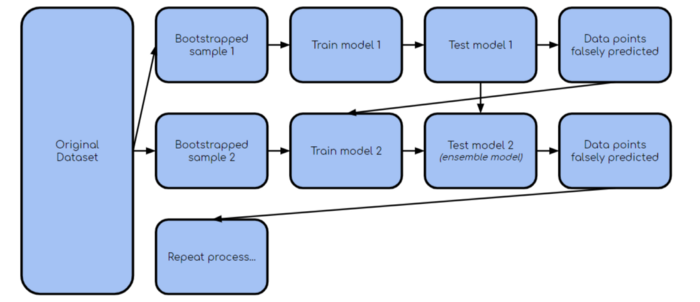 Bootstrapped
sample 1
Train model 1
Test model 1
Data points
falsely predicted
Original
Dataset
Bootstrapped
sample 2
Train model 2
Test model 2
(ensemble model)
Data points
falsely predicted
Repeat process...